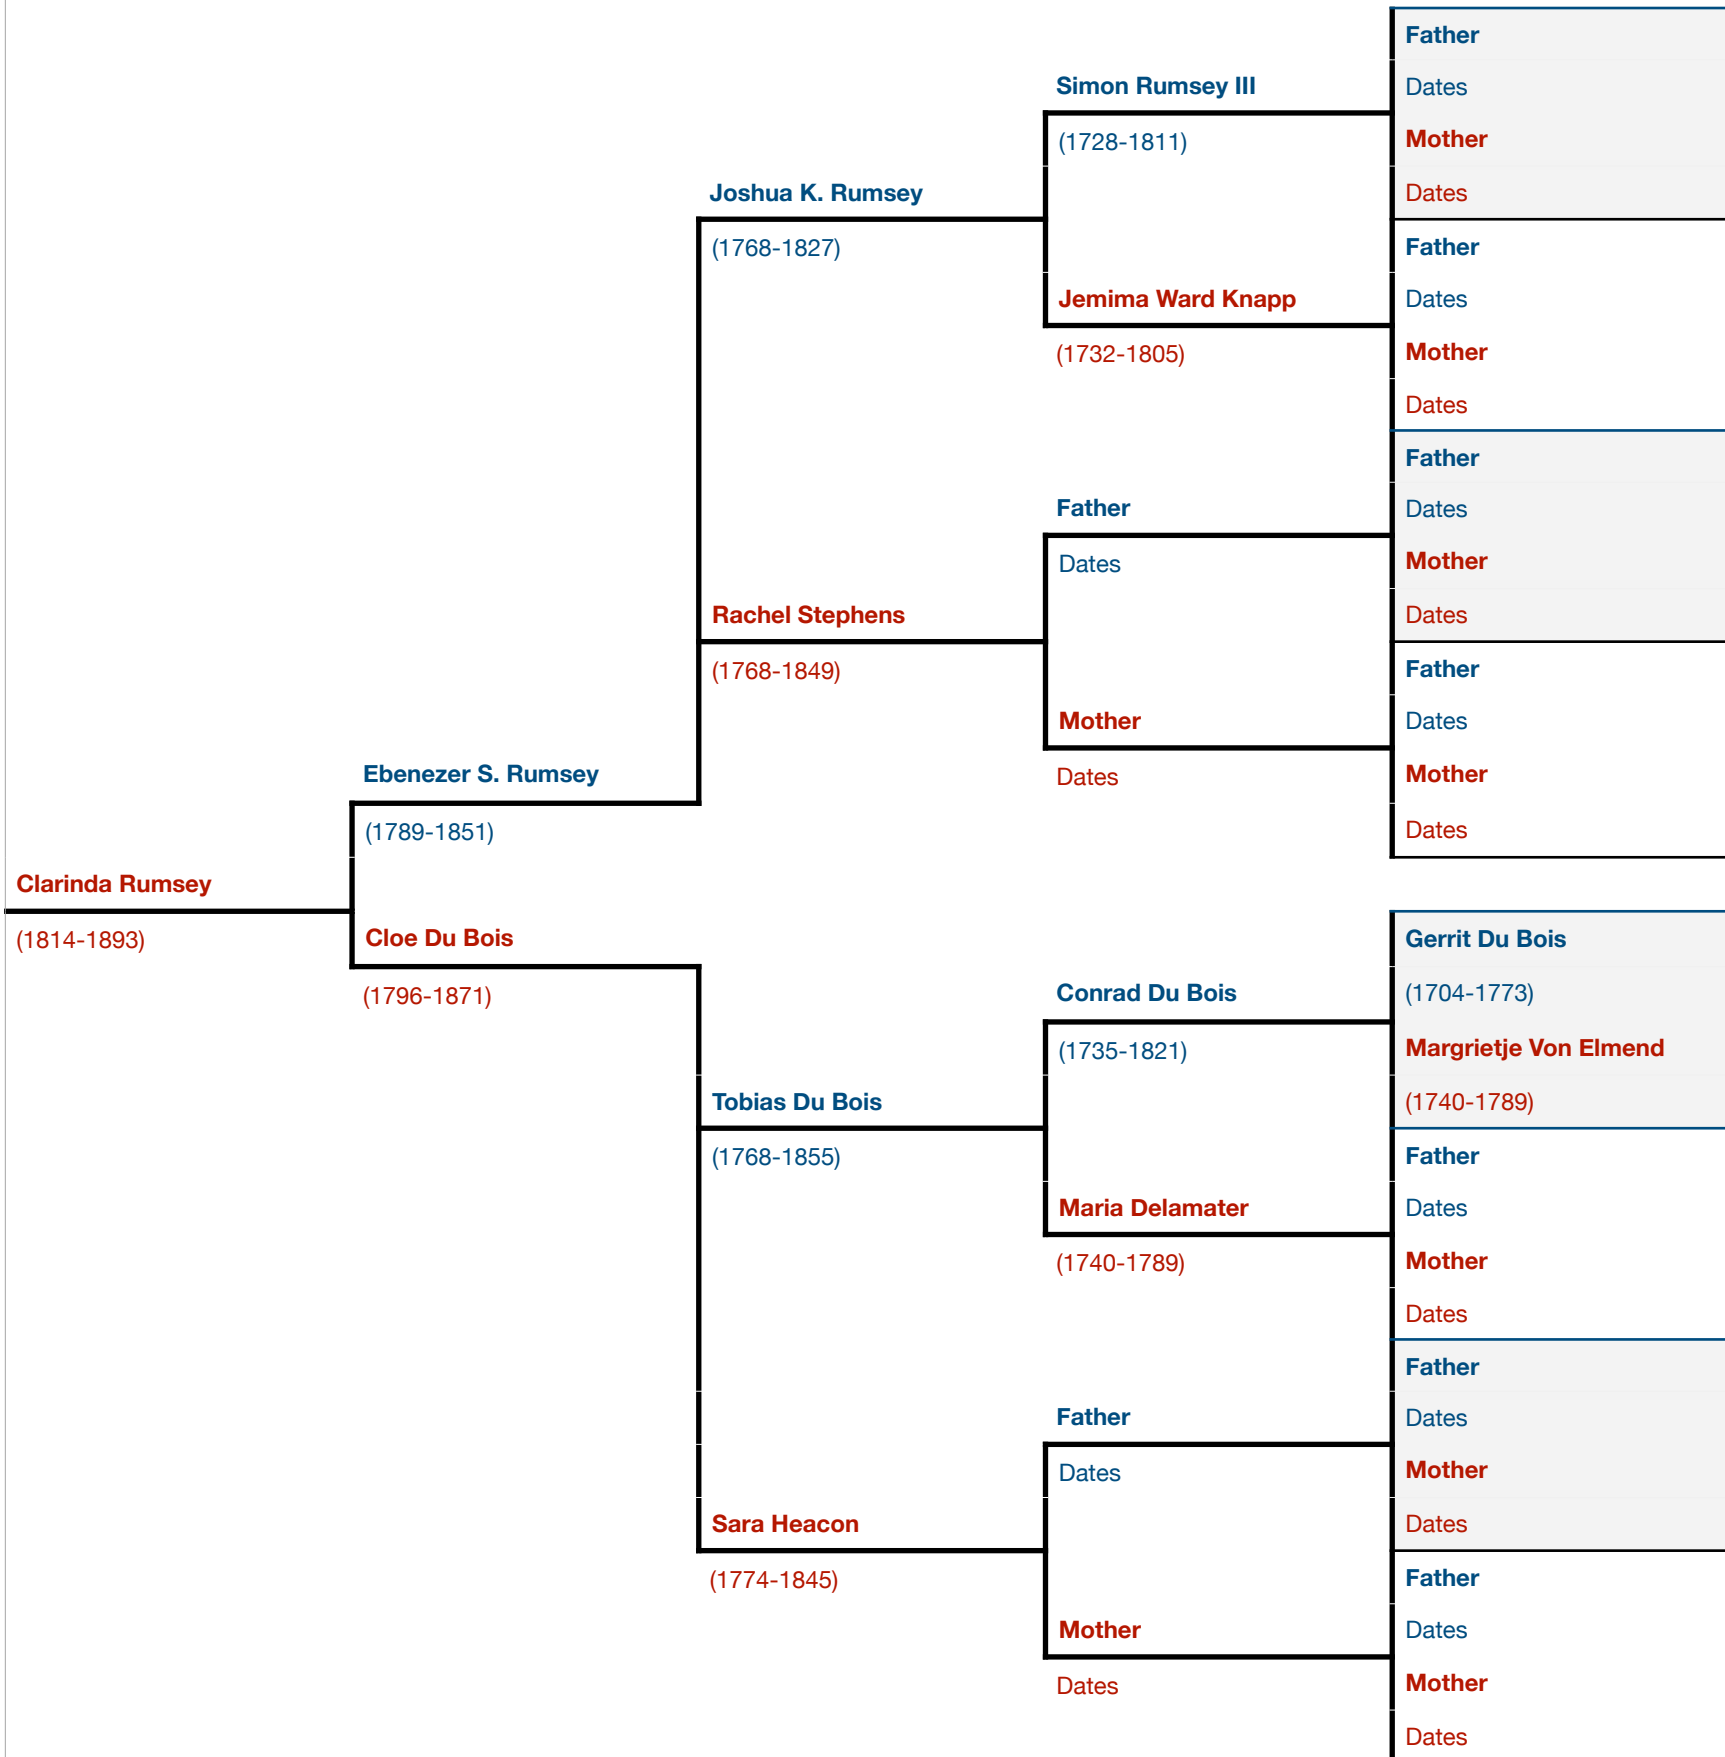 Father
Simon Rumsey III
Dates
(1728-1811)
Mother
Joshua K. Rumsey
Dates
(1768-1827)
Father
Jemima Ward Knapp
Dates
(1732-1805)
Mother
Dates
Father
Father
Dates
Dates
Mother
Rachel Stephens
Dates
(1768-1849)
Father
Mother
Dates
Ebenezer S. Rumsey
Dates
Mother
(1789-1851)
Dates
Clarinda Rumsey
(1814-1893)
Cloe Du Bois
Gerrit Du Bois
(1796-1871)
Conrad Du Bois
(1704-1773)
(1735-1821)
Margrietje Von Elmend
Tobias Du Bois
(1740-1789)
(1768-1855)
Father
Maria Delamater
Dates
(1740-1789)
Mother
Dates
Father
Father
Dates
Dates
Mother
Sara Heacon
Dates
(1774-1845)
Father
Mother
Dates
Dates
Mother
Dates